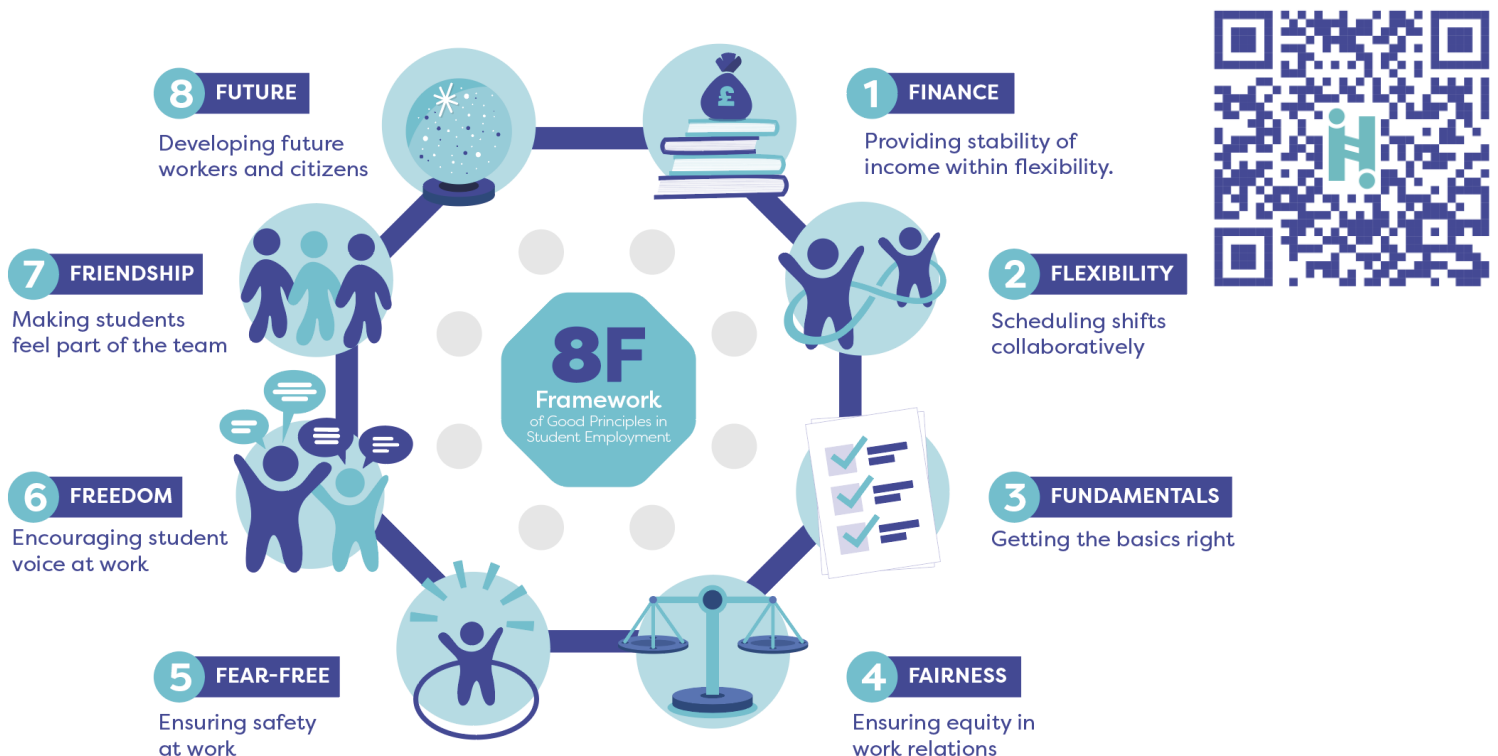 8F
Framework
of Good Principles in
Student Employment
1 FINANCE
Providing stability of
income within flexibility.
2 FLEXIBILITY
Scheduling shifts
collaboratively
3 FUNDAMENTALS
Getting the basics right
4 FAIRNESS
Ensuring equity in
work relations
5 FEAR-FREE
Ensuring safety
at work
6 FREEDOM
Encouraging student
voice at work
7 FRIENDSHIP
Making students
feel part of the team
8 FUTURE
Developing future
workers and citizens
£